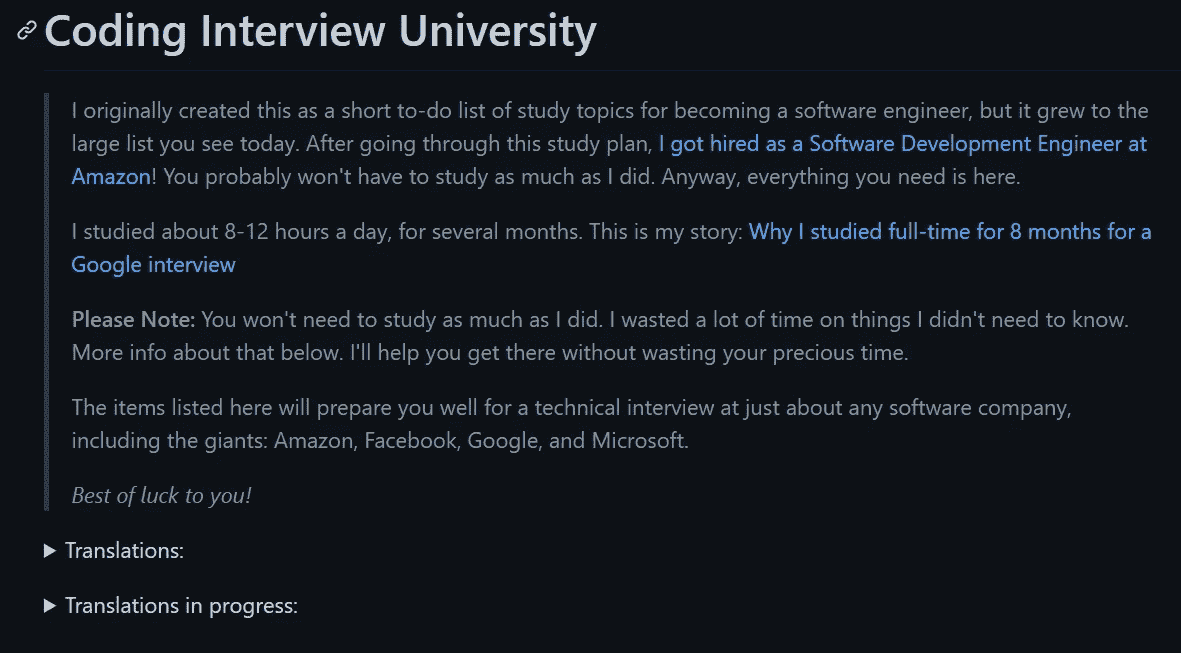 Coding Interview University
I originally created this as a short to-do list of study topics for becoming a software engineer, but it grew to the
large list you see today. After going through this study plan, I got hired as a Software Development Engineer at
Amazon! You probably won't have to study as much as I did. Anyway, everything you need is here.
I studied about 8-12 hours a day, for several months. This is my story: Why I studied full-time for 8 months for a
Google interview
Please Note: You won't need to study as much as I did. I wasted a lot of time on things I didn't need to know.
More info about that below. I'll help you get there without wasting your precious time.
The items listed here will prepare you well for a technical interview at just about any software company,
including the giants: Amazon, Facebook, Google, and Microsoft.
Best of luck to you!
Translations:
Translations in progress: